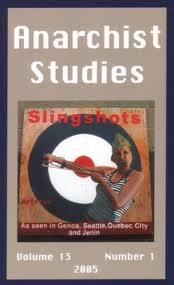 Anarchist
Studies
Slingshots
As seen in Genoa, Seattle, Quebec City
and Jenin
Volume 13 Number 1
2005